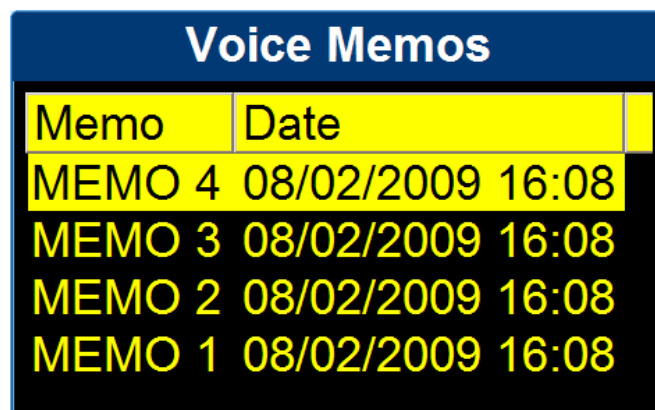 Voice Memos
Memo Date
MEMO 4 08/02/2009 16:08
MEMO 3 08/02/2009 16:08
MEMO 2 08/02/2009 16:08
MEMO 1 08/02/2009 16:08